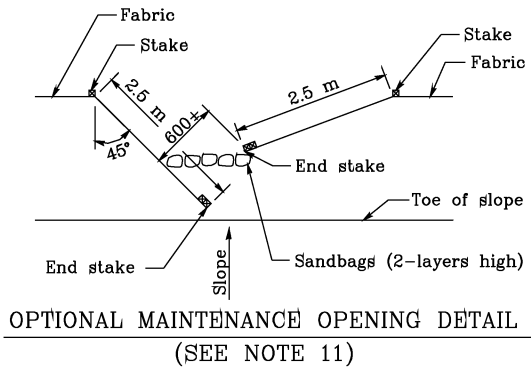 Fabric
Stake
Stake
Fabric
2.5 m
2.5 m
600±
45°
End stake
Toe of slope
End stake
Slope
Sandbags (2-layers high)
OPTIONAL MAINTENANCE OPENING DETAIL
(SEE NOTE 11)